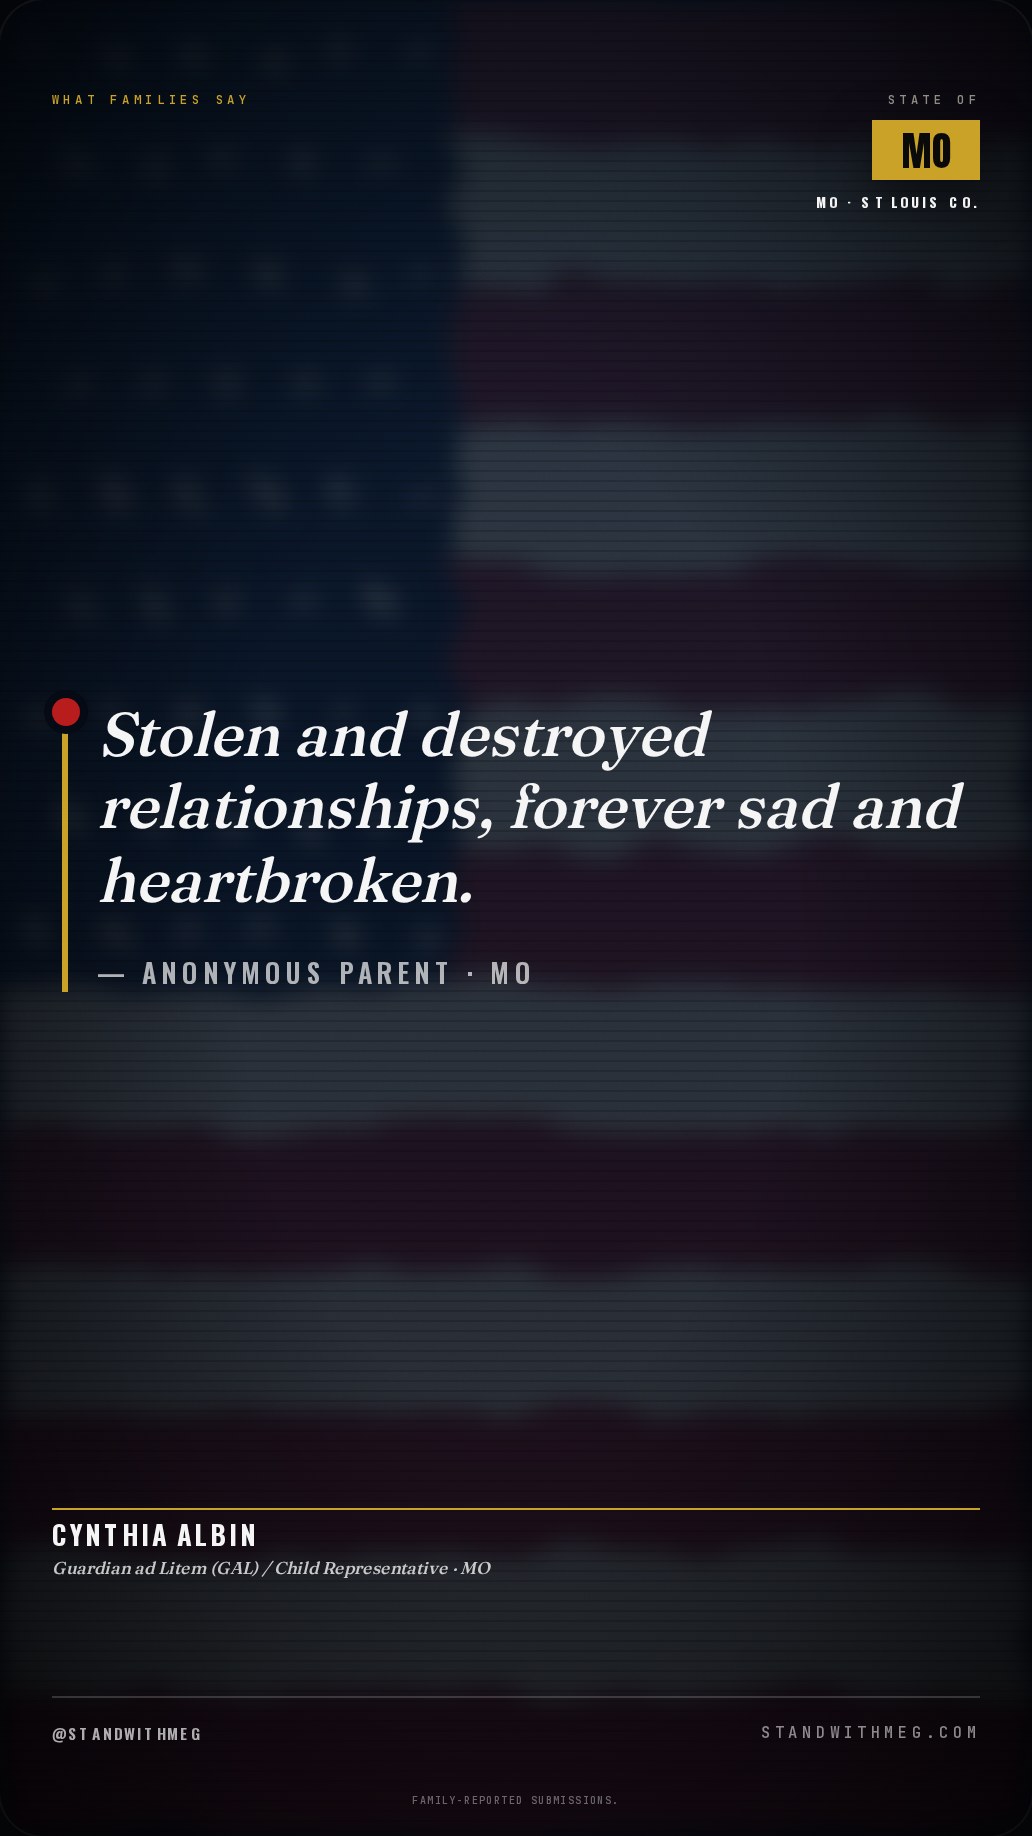 WHAT FAMILIES SAY
STATE OF
MO
MO · ST LOUIS CO.
Stolen and destroyed
relationships, forever sad and
heartbroken.
— ANONYMOUS PARENT · MO
CYNTHIA ALBIN
Guardian ad Litem (GAL) / Child Representative · MO
@STANDWITHMEG
STANDWITHMEG.COM
FAMILY-REPORTED SUBMISSIONS.